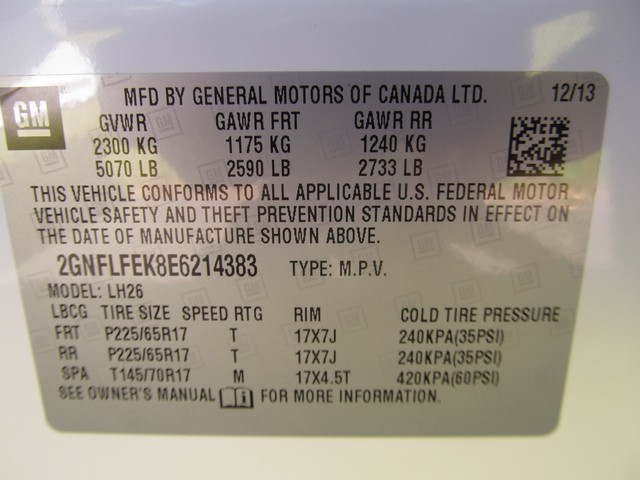 GM
MFD BY GENERAL MOTORS OF CANADA LTD. 12/13
GVWR GAWR FRT GAWR RR
2300 KG 1175 KG 1240 KG
5070 LB 2590 LB 2733 LB
THIS VEHICLE CONFORMS TO ALL APPLICABLE U.S. FEDERAL MOTOR
VEHICLE SAFETY AND THEFT PREVENTION STANDARDS IN EFFECT ON
THE DATE OF MANUFACTURE SHOWN ABOVE.
2GNFLFEK8E6214383 TYPE: M.P.V.
MODEL: LH26
LBCG TIRE SIZE SPEED RTG RIM COLD TIRE PRESSURE
FRT P225/65R17 T 17X7J 240KPA(35PSI)
RR P225/65R17 T 17X7J 240KPA(35PSI)
SPA T145/70R17 M 17X4.5T 420KPA(60PSI)
SEE OWNER'S MANUAL FOR MORE INFORMATION.